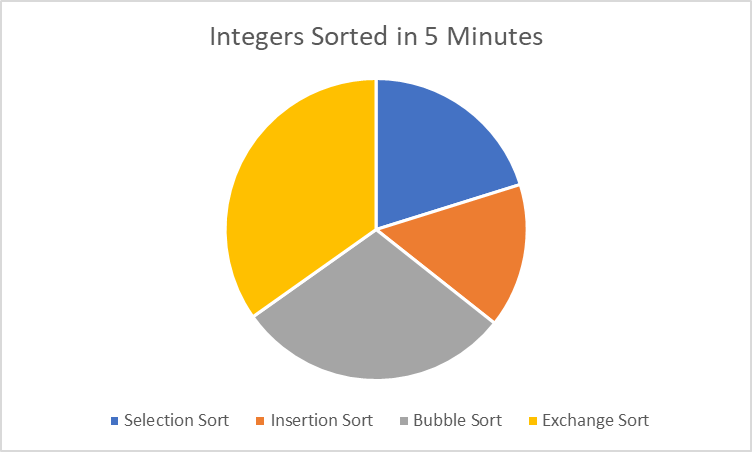 Integers Sorted in 5 Minutes
Selection Sort Insertion Sort Bubble Sort Exchange Sort